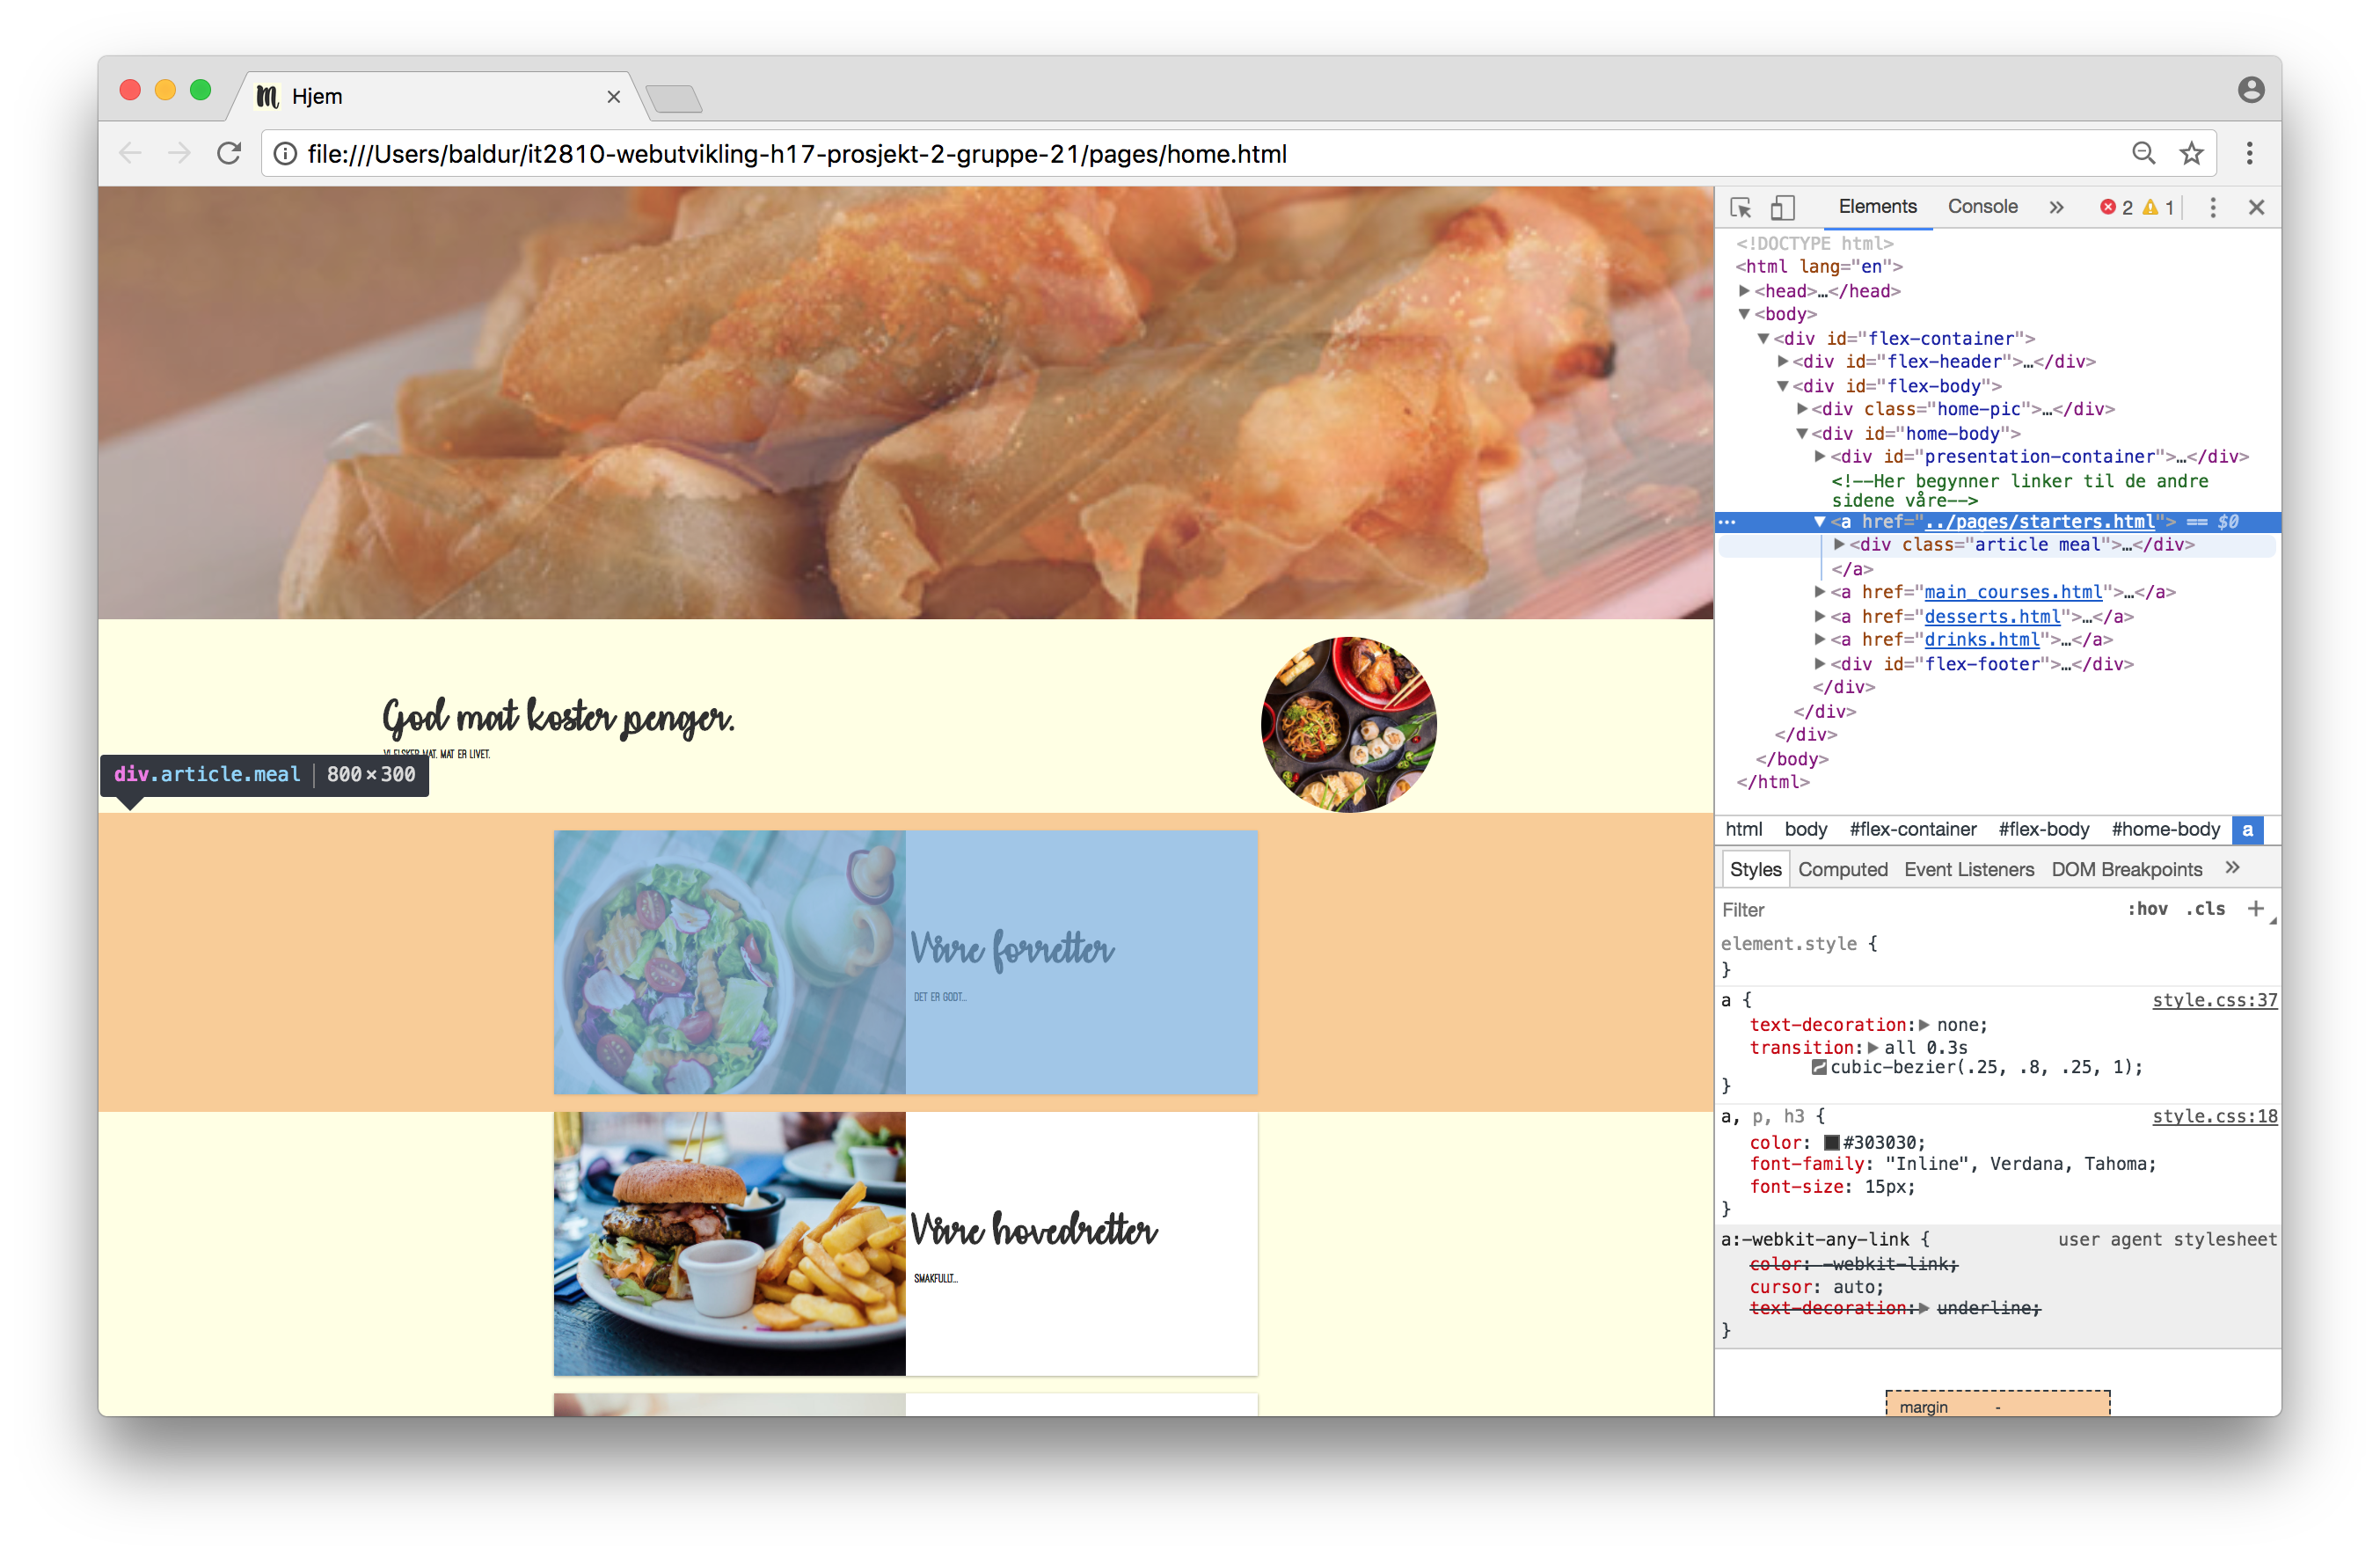 Hjem
file:///Users/baldur/it2810-webutvikling-h17-prosjekt-2-gruppe-21/pages/home.html
God mat koster penger.
VI ELSKER MAT. MAT ER LIVET.
div.article.meal | 800×300
Våre forretter
DET ER GODT...
Våre hovedretter
SMAKFULLT...
Elements Console » 2 1
<!DOCTYPE html>
<html lang="en">
<head>…</head>
<body>
<div id="flex-container">
<div id="flex-header">…</div>
<div id="flex-body">
<div class="home-pic">…</div>
<div id="home-body">
<div id="presentation-container">…</div>
<!--Her begynner linker til de andre
sidene våre-->
<a href="../pages/starters.html"> == $0
<div class="article meal">…</div>
</a>
<a href="main_courses.html">…</a>
<a href="desserts.html">…</a>
<a href="drinks.html">…</a>
<div id="flex-footer">…</div>
</div>
</div>
</div>
</body>
</html>
html body #flex-container #flex-body #home-body a
Styles Computed Event Listeners DOM Breakpoints »
Filter :hov .cls +
element.style {
}
a { style.css:37
text-decoration: none;
transition: all 0.3s
cubic-bezier(.25, .8, .25, 1);
}
a, p, h3 { style.css:18
color: #303030;
font-family: "Inline", Verdana, Tahoma;
font-size: 15px;
}
a:-webkit-any-link { user agent stylesheet
color: -webkit-link;
cursor: auto;
text-decoration: underline;
}
margin -